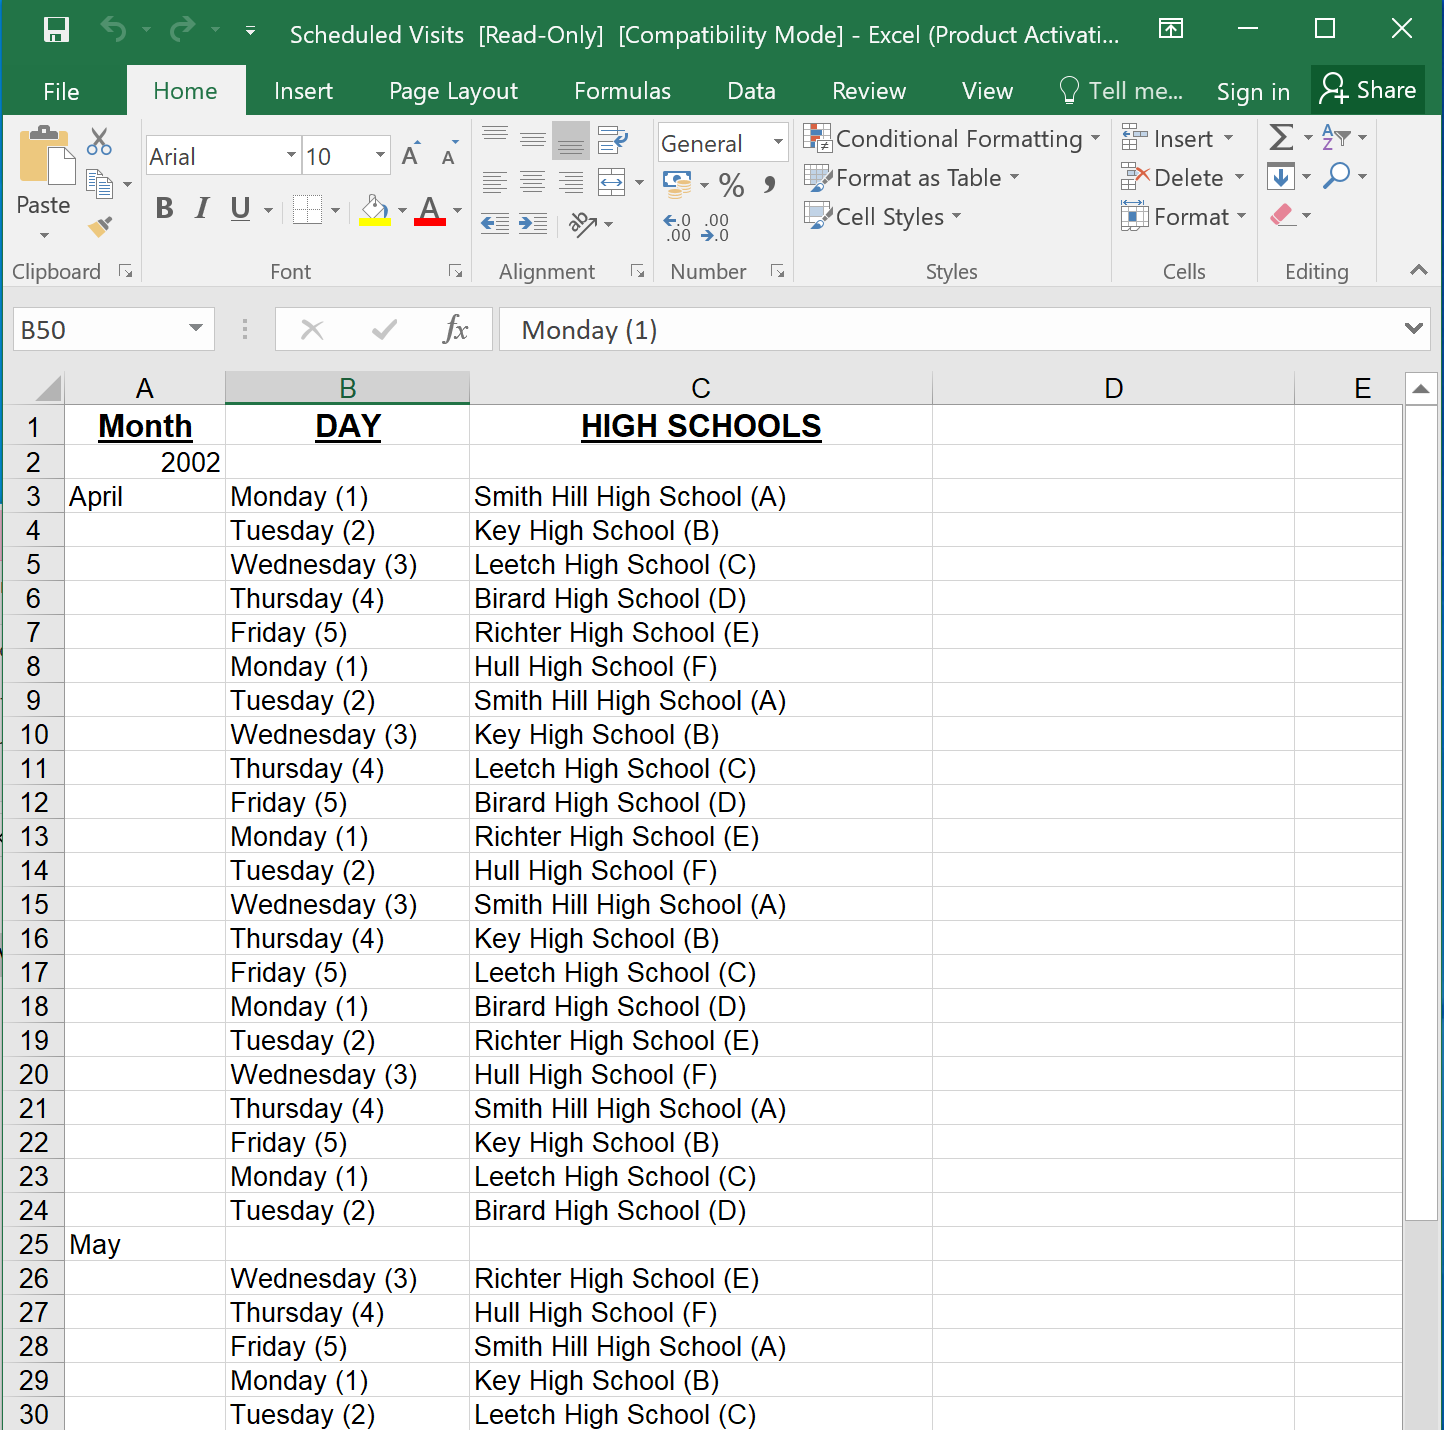 Scheduled Visits [Read-Only] [Compatibility Mode] - Excel (Product Activati...
File Home Insert Page Layout Formulas Data Review View Tell me... Sign in Share
Paste
Arial 10
General
Conditional Formatting
Format as Table
Cell Styles
Insert
Delete
Format
Clipboard Font Alignment Number Styles Cells Editing
B50 fx Monday (1)
A B C D E
1 Month DAY HIGH SCHOOLS
2 2002
3 April Monday (1) Smith Hill High School (A)
4 Tuesday (2) Key High School (B)
5 Wednesday (3) Leetch High School (C)
6 Thursday (4) Birard High School (D)
7 Friday (5) Richter High School (E)
8 Monday (1) Hull High School (F)
9 Tuesday (2) Smith Hill High School (A)
10 Wednesday (3) Key High School (B)
11 Thursday (4) Leetch High School (C)
12 Friday (5) Birard High School (D)
13 Monday (1) Richter High School (E)
14 Tuesday (2) Hull High School (F)
15 Wednesday (3) Smith Hill High School (A)
16 Thursday (4) Key High School (B)
17 Friday (5) Leetch High School (C)
18 Monday (1) Birard High School (D)
19 Tuesday (2) Richter High School (E)
20 Wednesday (3) Hull High School (F)
21 Thursday (4) Smith Hill High School (A)
22 Friday (5) Key High School (B)
23 Monday (1) Leetch High School (C)
24 Tuesday (2) Birard High School (D)
25 May
26 Wednesday (3) Richter High School (E)
27 Thursday (4) Hull High School (F)
28 Friday (5) Smith Hill High School (A)
29 Monday (1) Key High School (B)
30 Tuesday (2) Leetch High School (C)